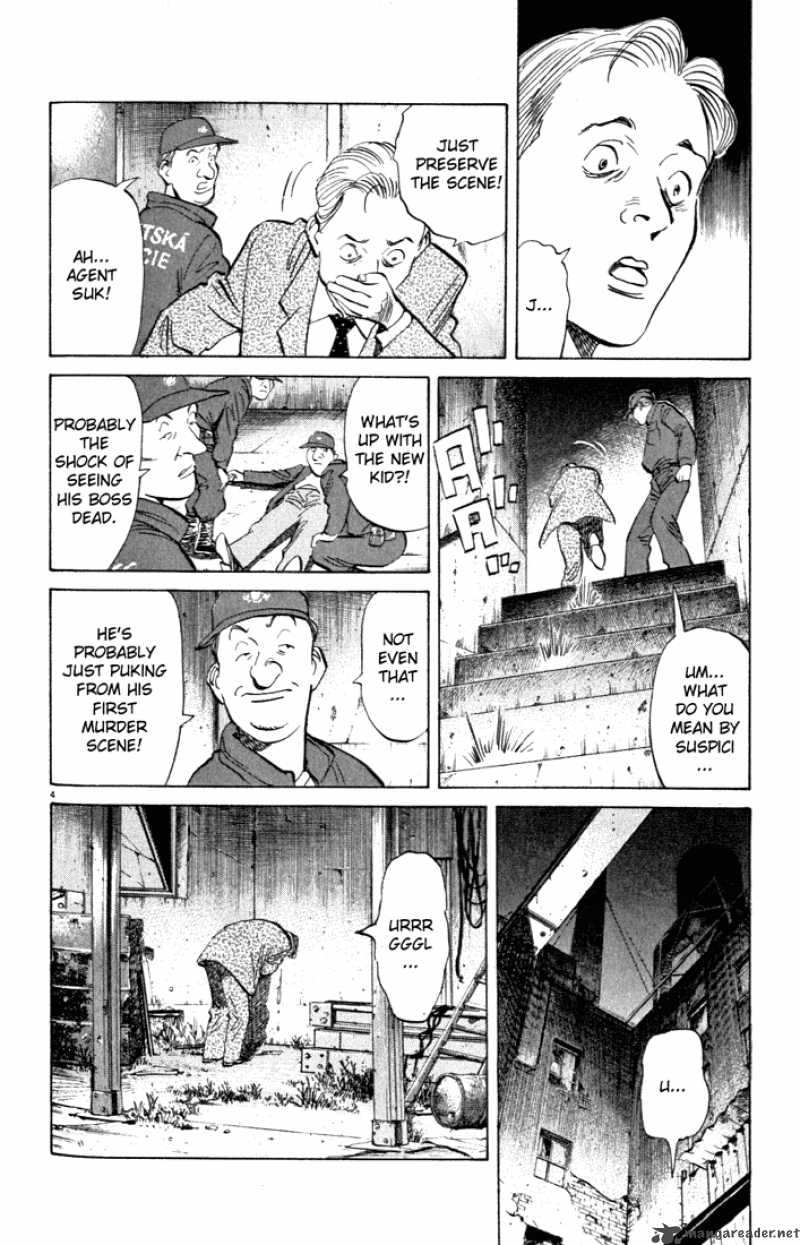 J...
JUST
PRESERVE
THE SCENE!
AH...
AGENT
SUK!
TSKÁ
CIE
UM...
WHAT
DO YOU
MEAN BY
SUSPICI
...
WHAT'S
UP WITH
THE NEW
KID?!
PROBABLY
THE
SHOCK OF
SEEING
HIS BOSS
DEAD.
NOT
EVEN
THAT
...
HE'S
PROBABLY
JUST PUKING
FROM HIS
FIRST
MURDER
SCENE!
4
U...
URRR
GGGL
...
mangareader.net